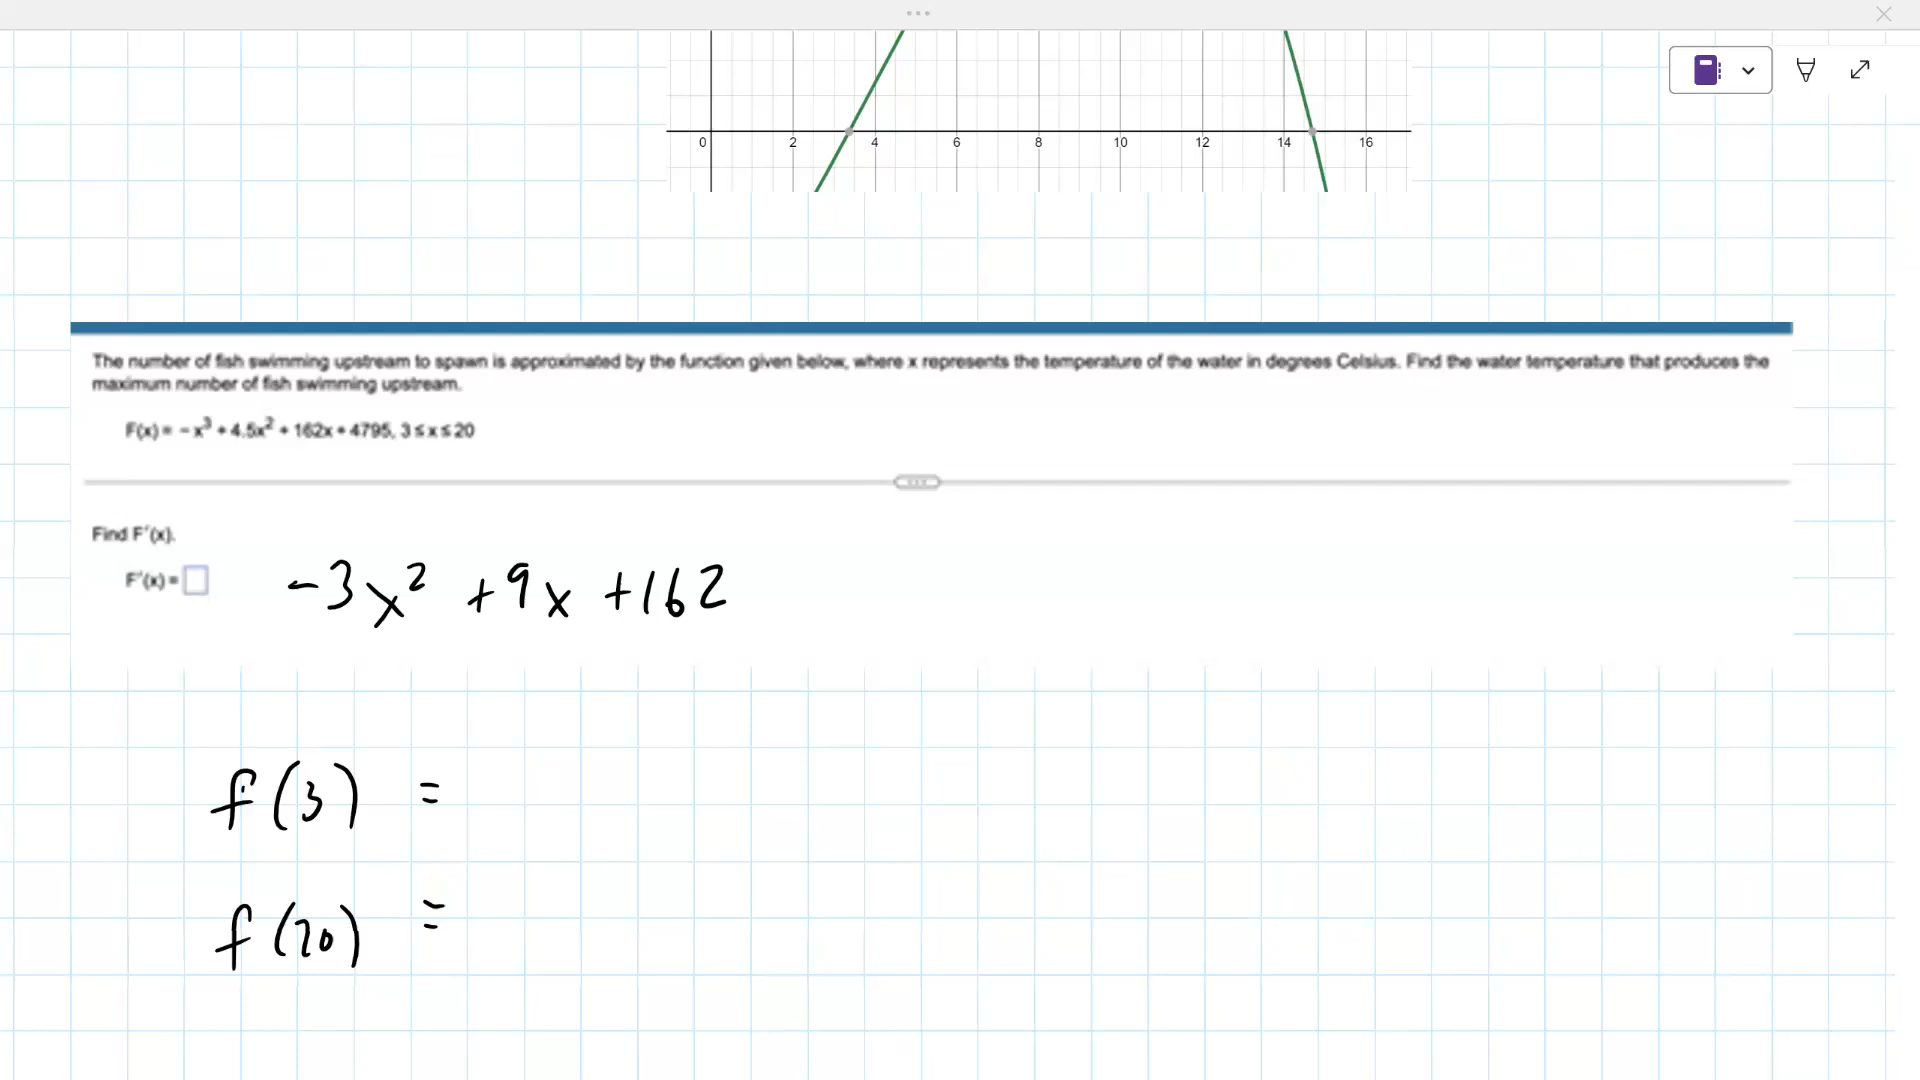 0 2 4 6 8 10 12 14 16
The number of fish swimming upstream to spawn is approximated by the function given below, where x represents the temperature of the water in degrees Celsius. Find the water temperature that produces the
maximum number of fish swimming upstream.
F(x) = − x³ + 4.5x² + 162x + 4795, 3 ≤ x ≤ 20
Find F′(x).
F′(x) = -3x² +9x +162
f(3) =
f(20) =